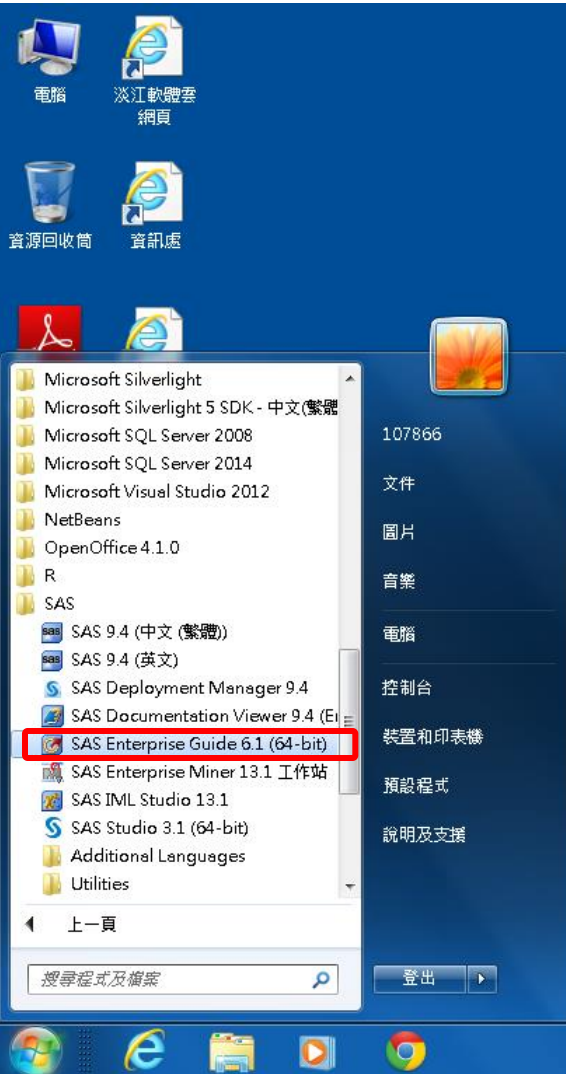 電腦
淡江軟體雲
網頁
資源回收筒
資訊處
Microsoft Silverlight
Microsoft Silverlight 5 SDK - 中文(繁體
Microsoft SQL Server 2008
Microsoft SQL Server 2014
Microsoft Visual Studio 2012
NetBeans
OpenOffice 4.1.0
R
SAS
SAS 9.4 (中文 (繁體))
SAS 9.4 (英文)
SAS Deployment Manager 9.4
SAS Documentation Viewer 9.4 (En
SAS Enterprise Guide 6.1 (64-bit)
SAS Enterprise Miner 13.1 工作站
SAS IML Studio 13.1
SAS Studio 3.1 (64-bit)
Additional Languages
Utilities
上一頁
搜尋程式及檔案
107866
文件
圖片
音樂
電腦
控制台
裝置和印表機
預設程式
說明及支援
登出